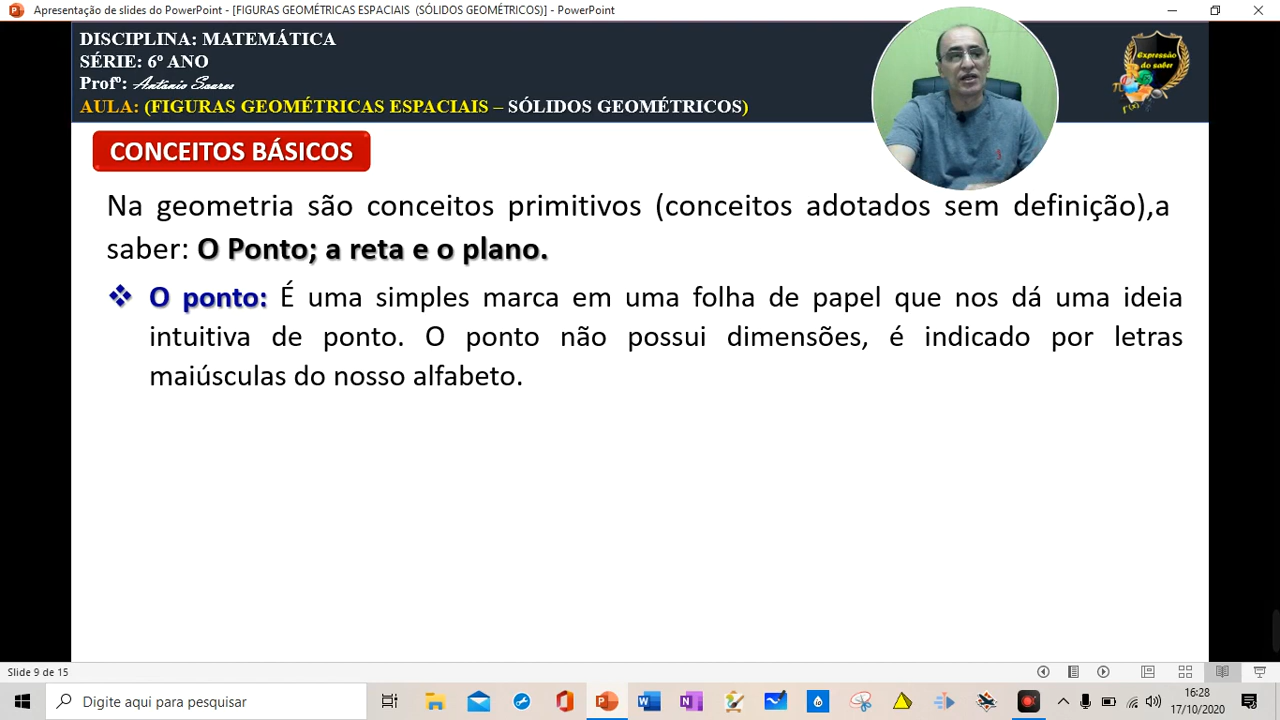 Apresentação de slides do PowerPoint - [FIGURAS GEOMÉTRICAS ESPACIAIS (SÓLIDOS GEOMÉTRICOS)] - PowerPoint
DISCIPLINA: MATEMÁTICA
SÉRIE: 6º ANO
Profº: Antonio Soares
AULA: (FIGURAS GEOMÉTRICAS ESPACIAIS – SÓLIDOS GEOMÉTRICOS)
Expressão
do saber
CONCEITOS BÁSICOS
Na geometria são conceitos primitivos (conceitos adotados sem definição),a
saber: O Ponto; a reta e o plano.
O ponto: É uma simples marca em uma folha de papel que nos dá uma ideia
intuitiva de ponto. O ponto não possui dimensões, é indicado por letras
maiúsculas do nosso alfabeto.
Slide 9 de 15
Digite aqui para pesquisar
16:28
17/10/2020